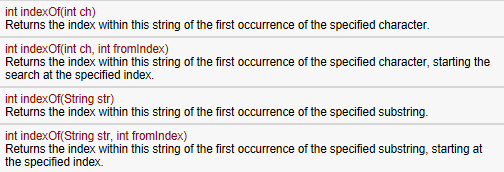 int indexOf(int ch)
Returns the index within this string of the first occurrence of the specified character.
int indexOf(int ch, int fromIndex)
Returns the index within this string of the first occurrence of the specified character, starting the
search at the specified index.
int indexOf(String str)
Returns the index within this string of the first occurrence of the specified substring.
int indexOf(String str, int fromIndex)
Returns the index within this string of the first occurrence of the specified substring, starting at
the specified index.